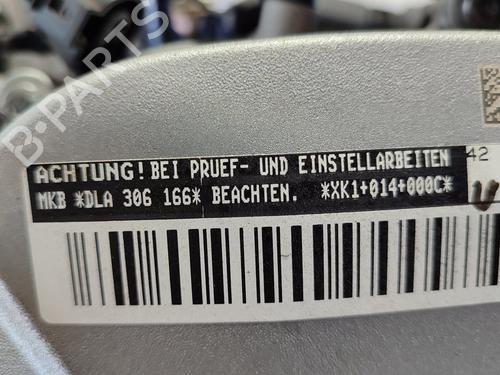 B-PARTS
42
ACHTUNG! BEI PRUEF- UND EINSTELLARBEITEN
MKB *DLA 306 166* BEACHTEN. *XK1+014+000C*